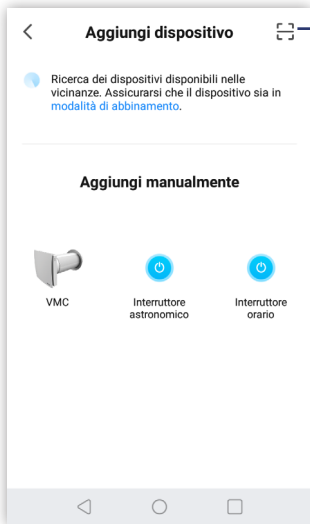 Aggiungi dispositivo
Ricerca dei dispositivi disponibili nelle
vicinanze. Assicurarsi che il dispositivo sia in
modalità di abbinamento.
Aggiungi manualmente
VMC
Interruttore
astronomico
Interruttore
orario